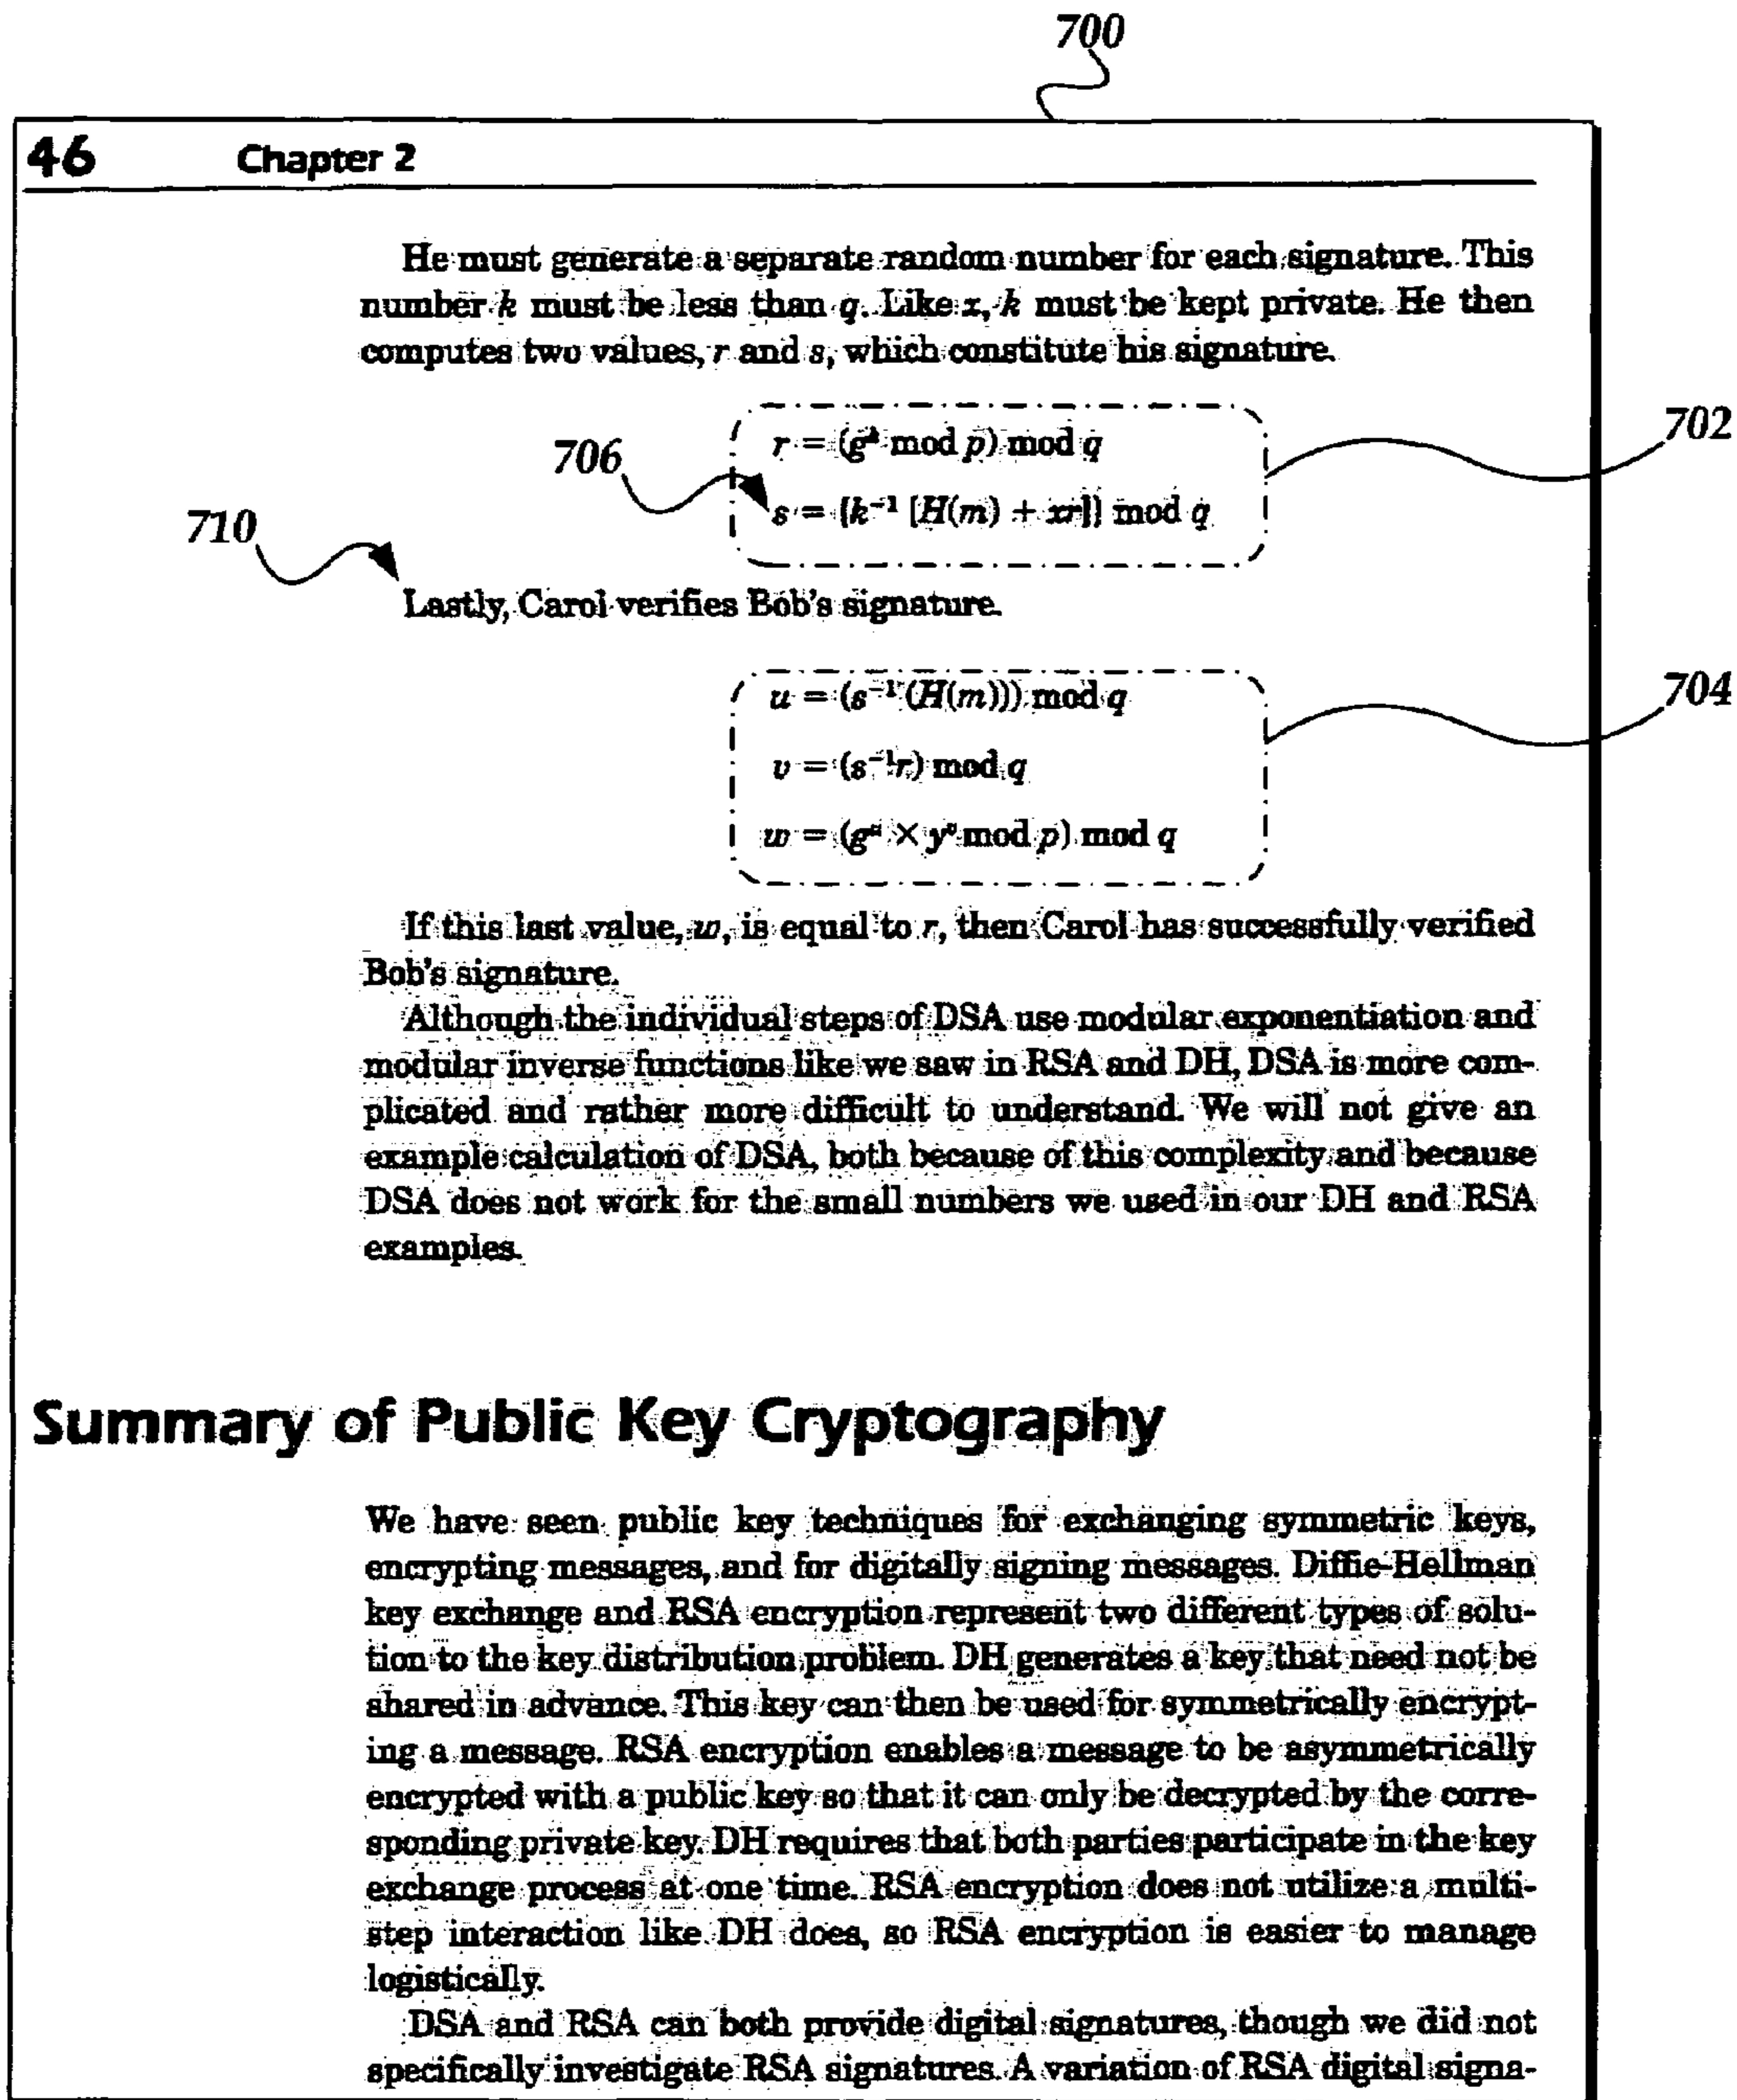 700
46 Chapter 2
He must generate a separate random number for each signature. This
number k must be less than q. Like x, k must be kept private. He then
computes two values, r and s, which constitute his signature.
r = (g^k mod p) mod q
702
706
s = {k^–1 [H(m) + xr]} mod q
710
Lastly, Carol verifies Bob's signature.
u = (s^–1 (H(m))) mod q
704
v = (s^–1r) mod q
w = (g^u × y^v mod p) mod q
If this last value, w, is equal to r, then Carol has successfully verified
Bob's signature.
Although the individual steps of DSA use modular exponentiation and
modular inverse functions like we saw in RSA and DH, DSA is more com-
plicated and rather more difficult to understand. We will not give an
example calculation of DSA, both because of this complexity and because
DSA does not work for the small numbers we used in our DH and RSA
examples.
Summary of Public Key Cryptography
We have seen public key techniques for exchanging symmetric keys,
encrypting messages, and for digitally signing messages. Diffie-Hellman
key exchange and RSA encryption represent two different types of solu-
tion to the key distribution problem. DH generates a key that need not be
shared in advance. This key can then be used for symmetrically encrypt-
ing a message. RSA encryption enables a message to be asymmetrically
encrypted with a public key so that it can only be decrypted by the corre-
sponding private key. DH requires that both parties participate in the key
exchange process at one time. RSA encryption does not utilize a multi-
step interaction like DH does, so RSA encryption is easier to manage
logistically.
DSA and RSA can both provide digital signatures, though we did not
specifically investigate RSA signatures. A variation of RSA digital signa-